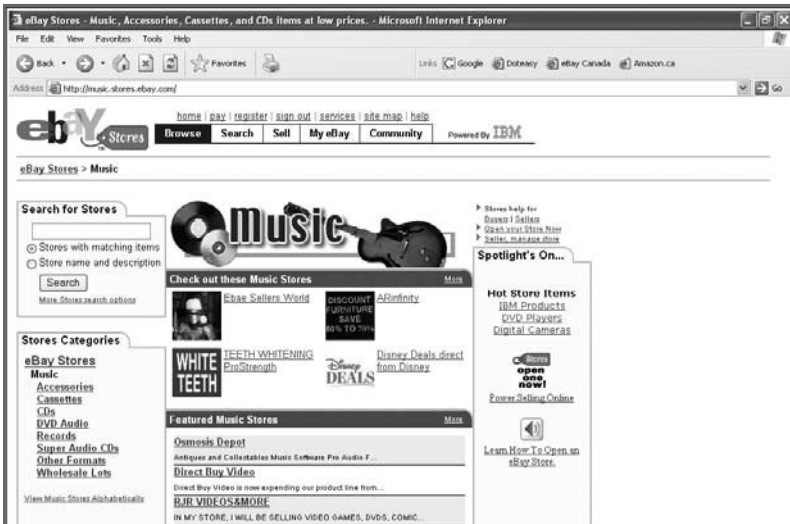 eBay Stores - Music, Accessories, Cassettes, and CDs items at low prices. - Microsoft Internet Explorer
File Edit View Favorites Tools Help
Back Favorites Links Google Doteasy eBay Canada Amazon.ca
Address http://music.stores.ebay.com/ Go
home | pay | register | sign out | services | site map | help
ebaY Stores
Browse Search Sell My eBay Community Powered By IBM
eBay Stores > Music
Search for Stores
Stores with matching items
Store name and description
Search
More Stores search options
Stores Categories
eBay Stores
Music
Accessories
Cassettes
CDs
DVD Audio
Records
Super Audio CDs
Other Formats
Wholesale Lots
View Music Stores Alphabetically
Music
Check out these Music Stores More
Ebae Sellers World
DISCOUNT
FURNITURE
SAVE
60% TO 70%
ARinfinity
WHITE
TEETH
TEETH WHITENING
ProStrength
Disney
DEALS
Disney Deals direct
from Disney
Featured Music Stores More
Osmosis Depot
Antiques and Collectables Music Software Pro Audio F...
Direct Buy Video
Direct Buy Video is now expending our product line from...
RJR VIDEOS&MORE
IN MY STORE, I WILL BE SELLING VIDEO GAMES, DVDS, COMIC...
Stores help for
Buyers | Sellers
Open your Store Now
Seller, manage store
Spotlight's On...
Hot Store Items
IBM Products
DVD Players
Digital Cameras
Stores
open
one
now!
Power Selling Online
Learn How To Open an
eBay Store.